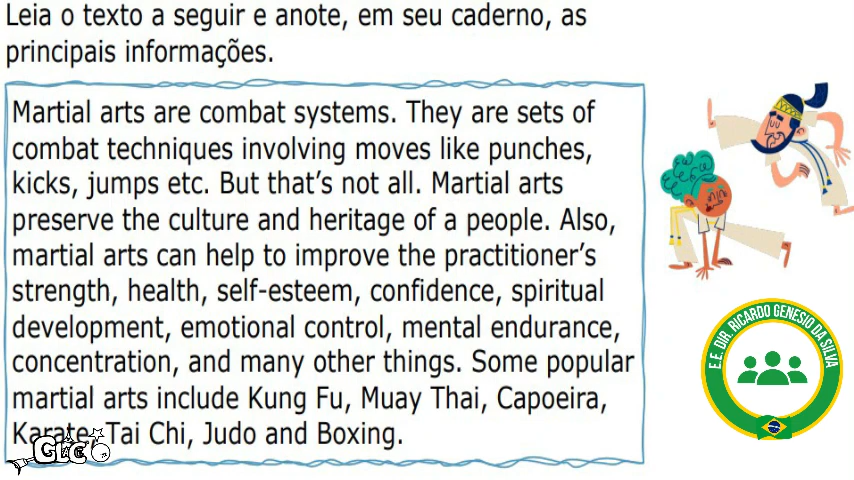 Leia o texto a seguir e anote, em seu caderno, as
principais informações.
Martial arts are combat systems. They are sets of
combat techniques involving moves like punches,
kicks, jumps etc. But that's not all. Martial arts
preserve the culture and heritage of a people. Also,
martial arts can help to improve the practitioner's
strength, health, self-esteem, confidence, spiritual
development, emotional control, mental endurance,
concentration, and many other things. Some popular
martial arts include Kung Fu, Muay Thai, Capoeira,
Karate, Tai Chi, Judo and Boxing.
E.E. DIR. RICARDO GENESIO DA SILVA